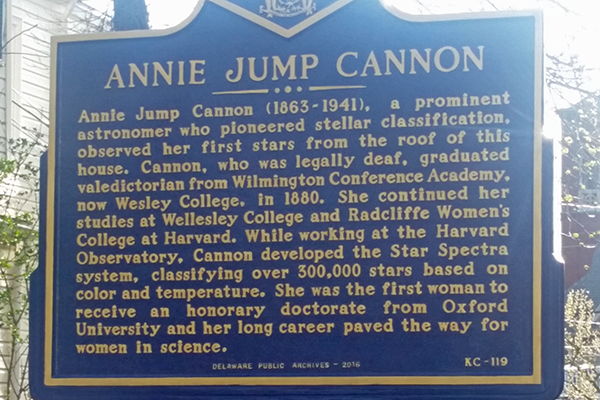 ANNIE JUMP CANNON
Annie Jump Cannon (1863-1941), a prominent
astronomer who pioneered stellar classification,
observed her first stars from the roof of this
house. Cannon, who was legally deaf, graduated
valedictorian from Wilmington Conference Academy,
now Wesley College, in 1880. She continued her
studies at Wellesley College and Radcliffe Women's
College at Harvard. While working at the Harvard
Observatory, Cannon developed the Star Spectra
system, classifying over 300,000 stars based on
color and temperature. She was the first woman to
receive an honorary doctorate from Oxford
University and her long career paved the way for
women in science.
DELAWARE PUBLIC ARCHIVES - 2016 KC-119